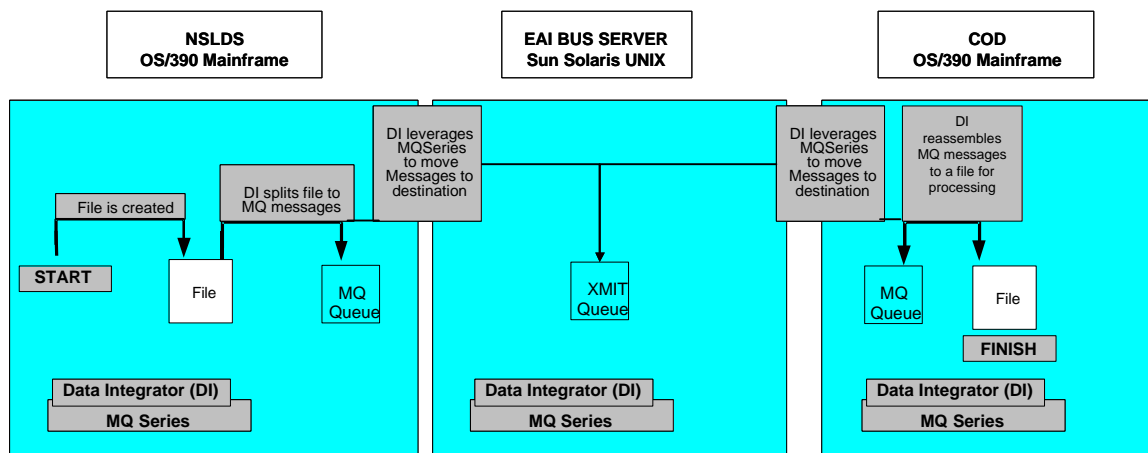 NSLDS
OS/390 Mainframe
EAI BUS SERVER
Sun Solaris UNIX
COD
OS/390 Mainframe
File is created
START
File
DI splits file to
MQ messages
MQ
Queue
DI leverages
MQSeries
to move
Messages to
destination
XMIT
Queue
DI leverages
MQSeries
to move
Messages to
destination
DI
reassembles
MQ messages
to a file for
processing
MQ
Queue
File
FINISH
Data Integrator (DI)
MQ Series
Data Integrator (DI)
MQ Series
Data Integrator (DI)
MQ Series